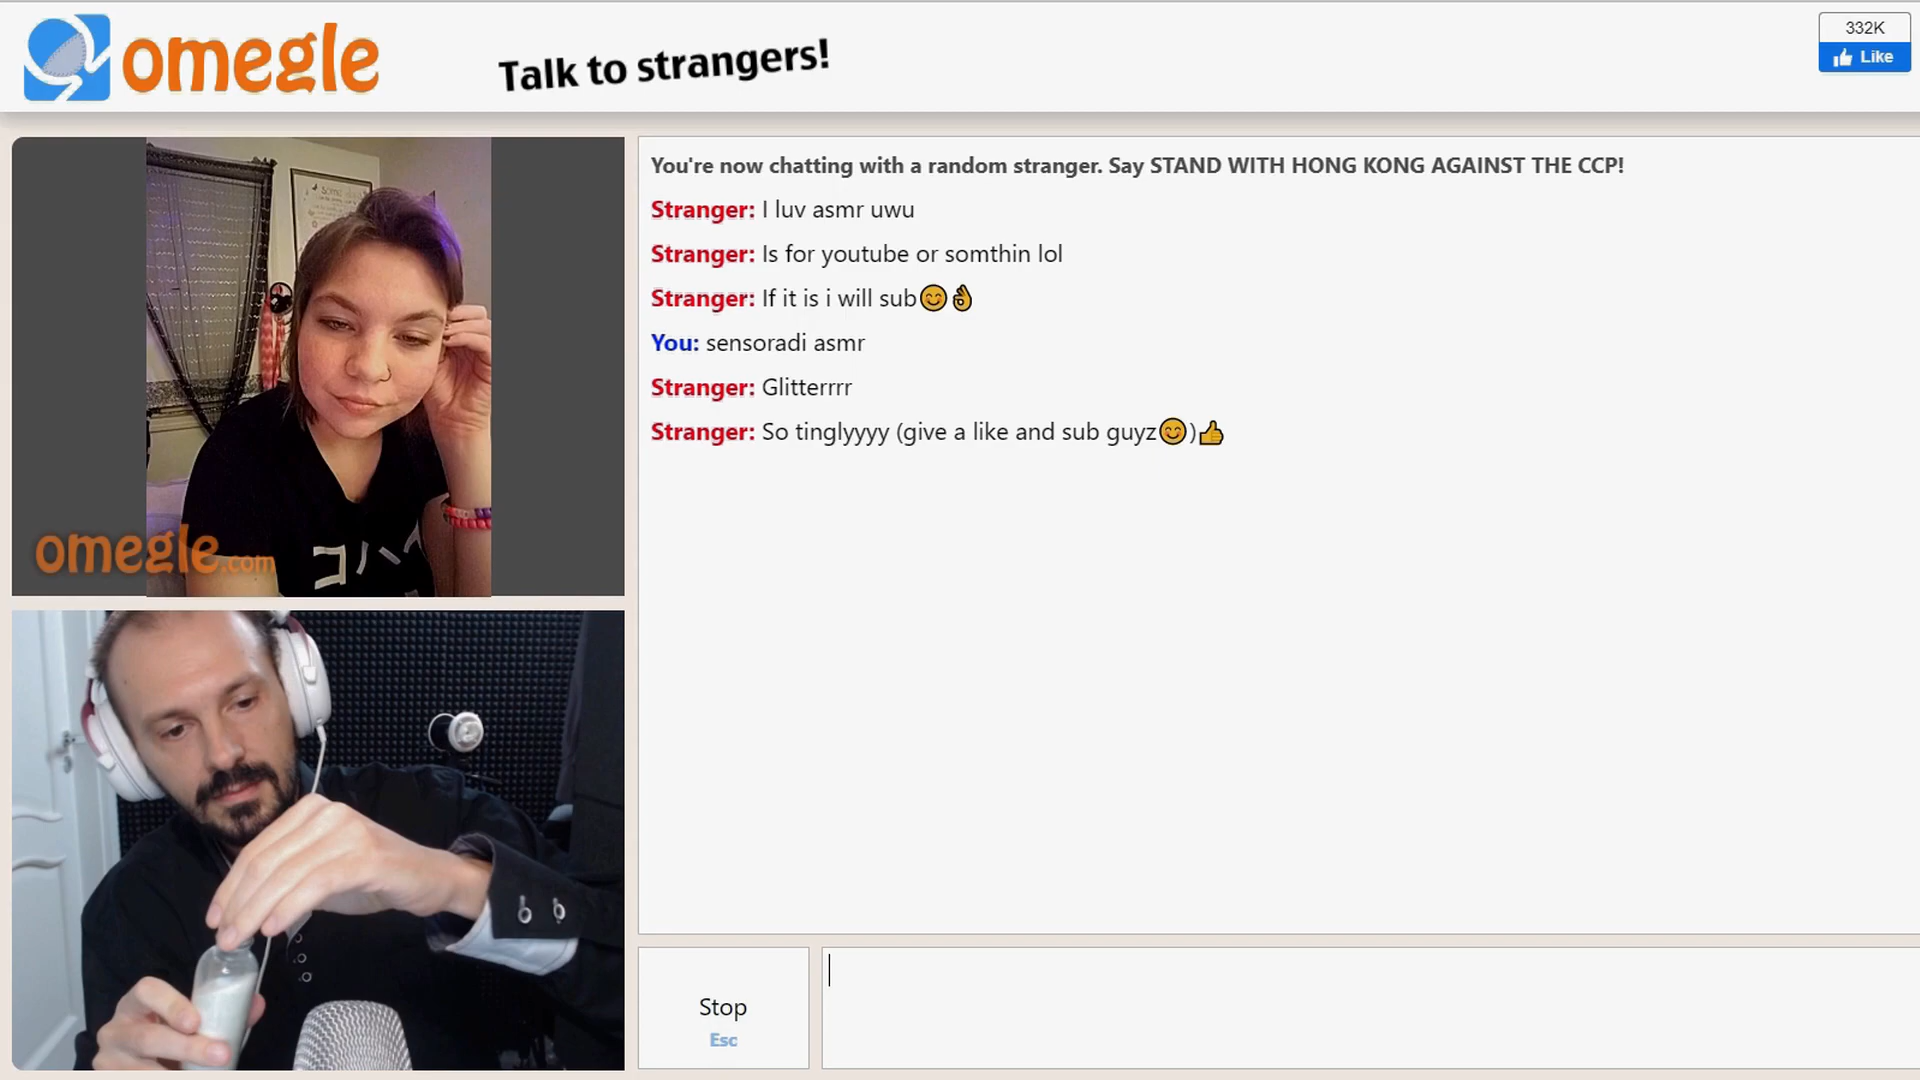 omegle
Talk to strangers!
332K
Like
You're now chatting with a random stranger. Say STAND WITH HONG KONG AGAINST THE CCP!
Stranger: I luv asmr uwu
Stranger: Is for youtube or somthin lol
Stranger: If it is i will sub😊👌
You: sensoradi asmr
Stranger: Glitterrrr
Stranger: So tinglyyyy (give a like and sub guyz😊)👍
omegle.com
Stop
Esc